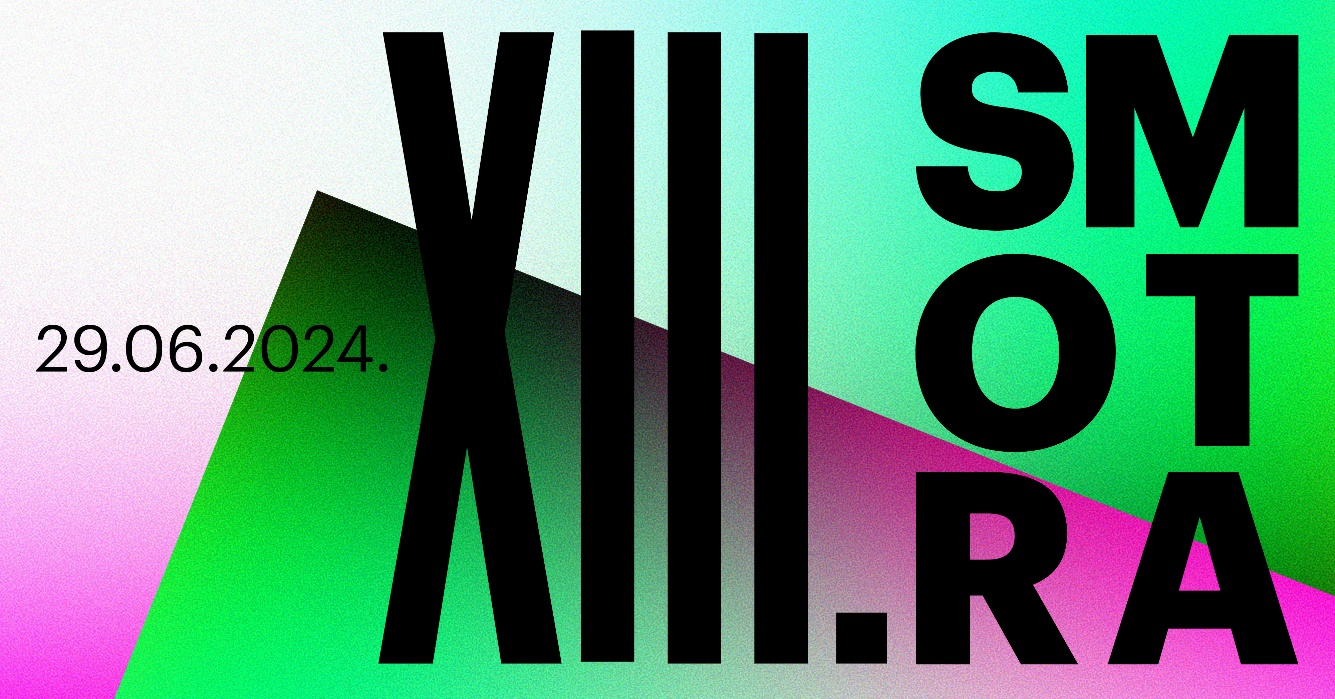 29.06.2024.
XIII.
SM
OT
RA